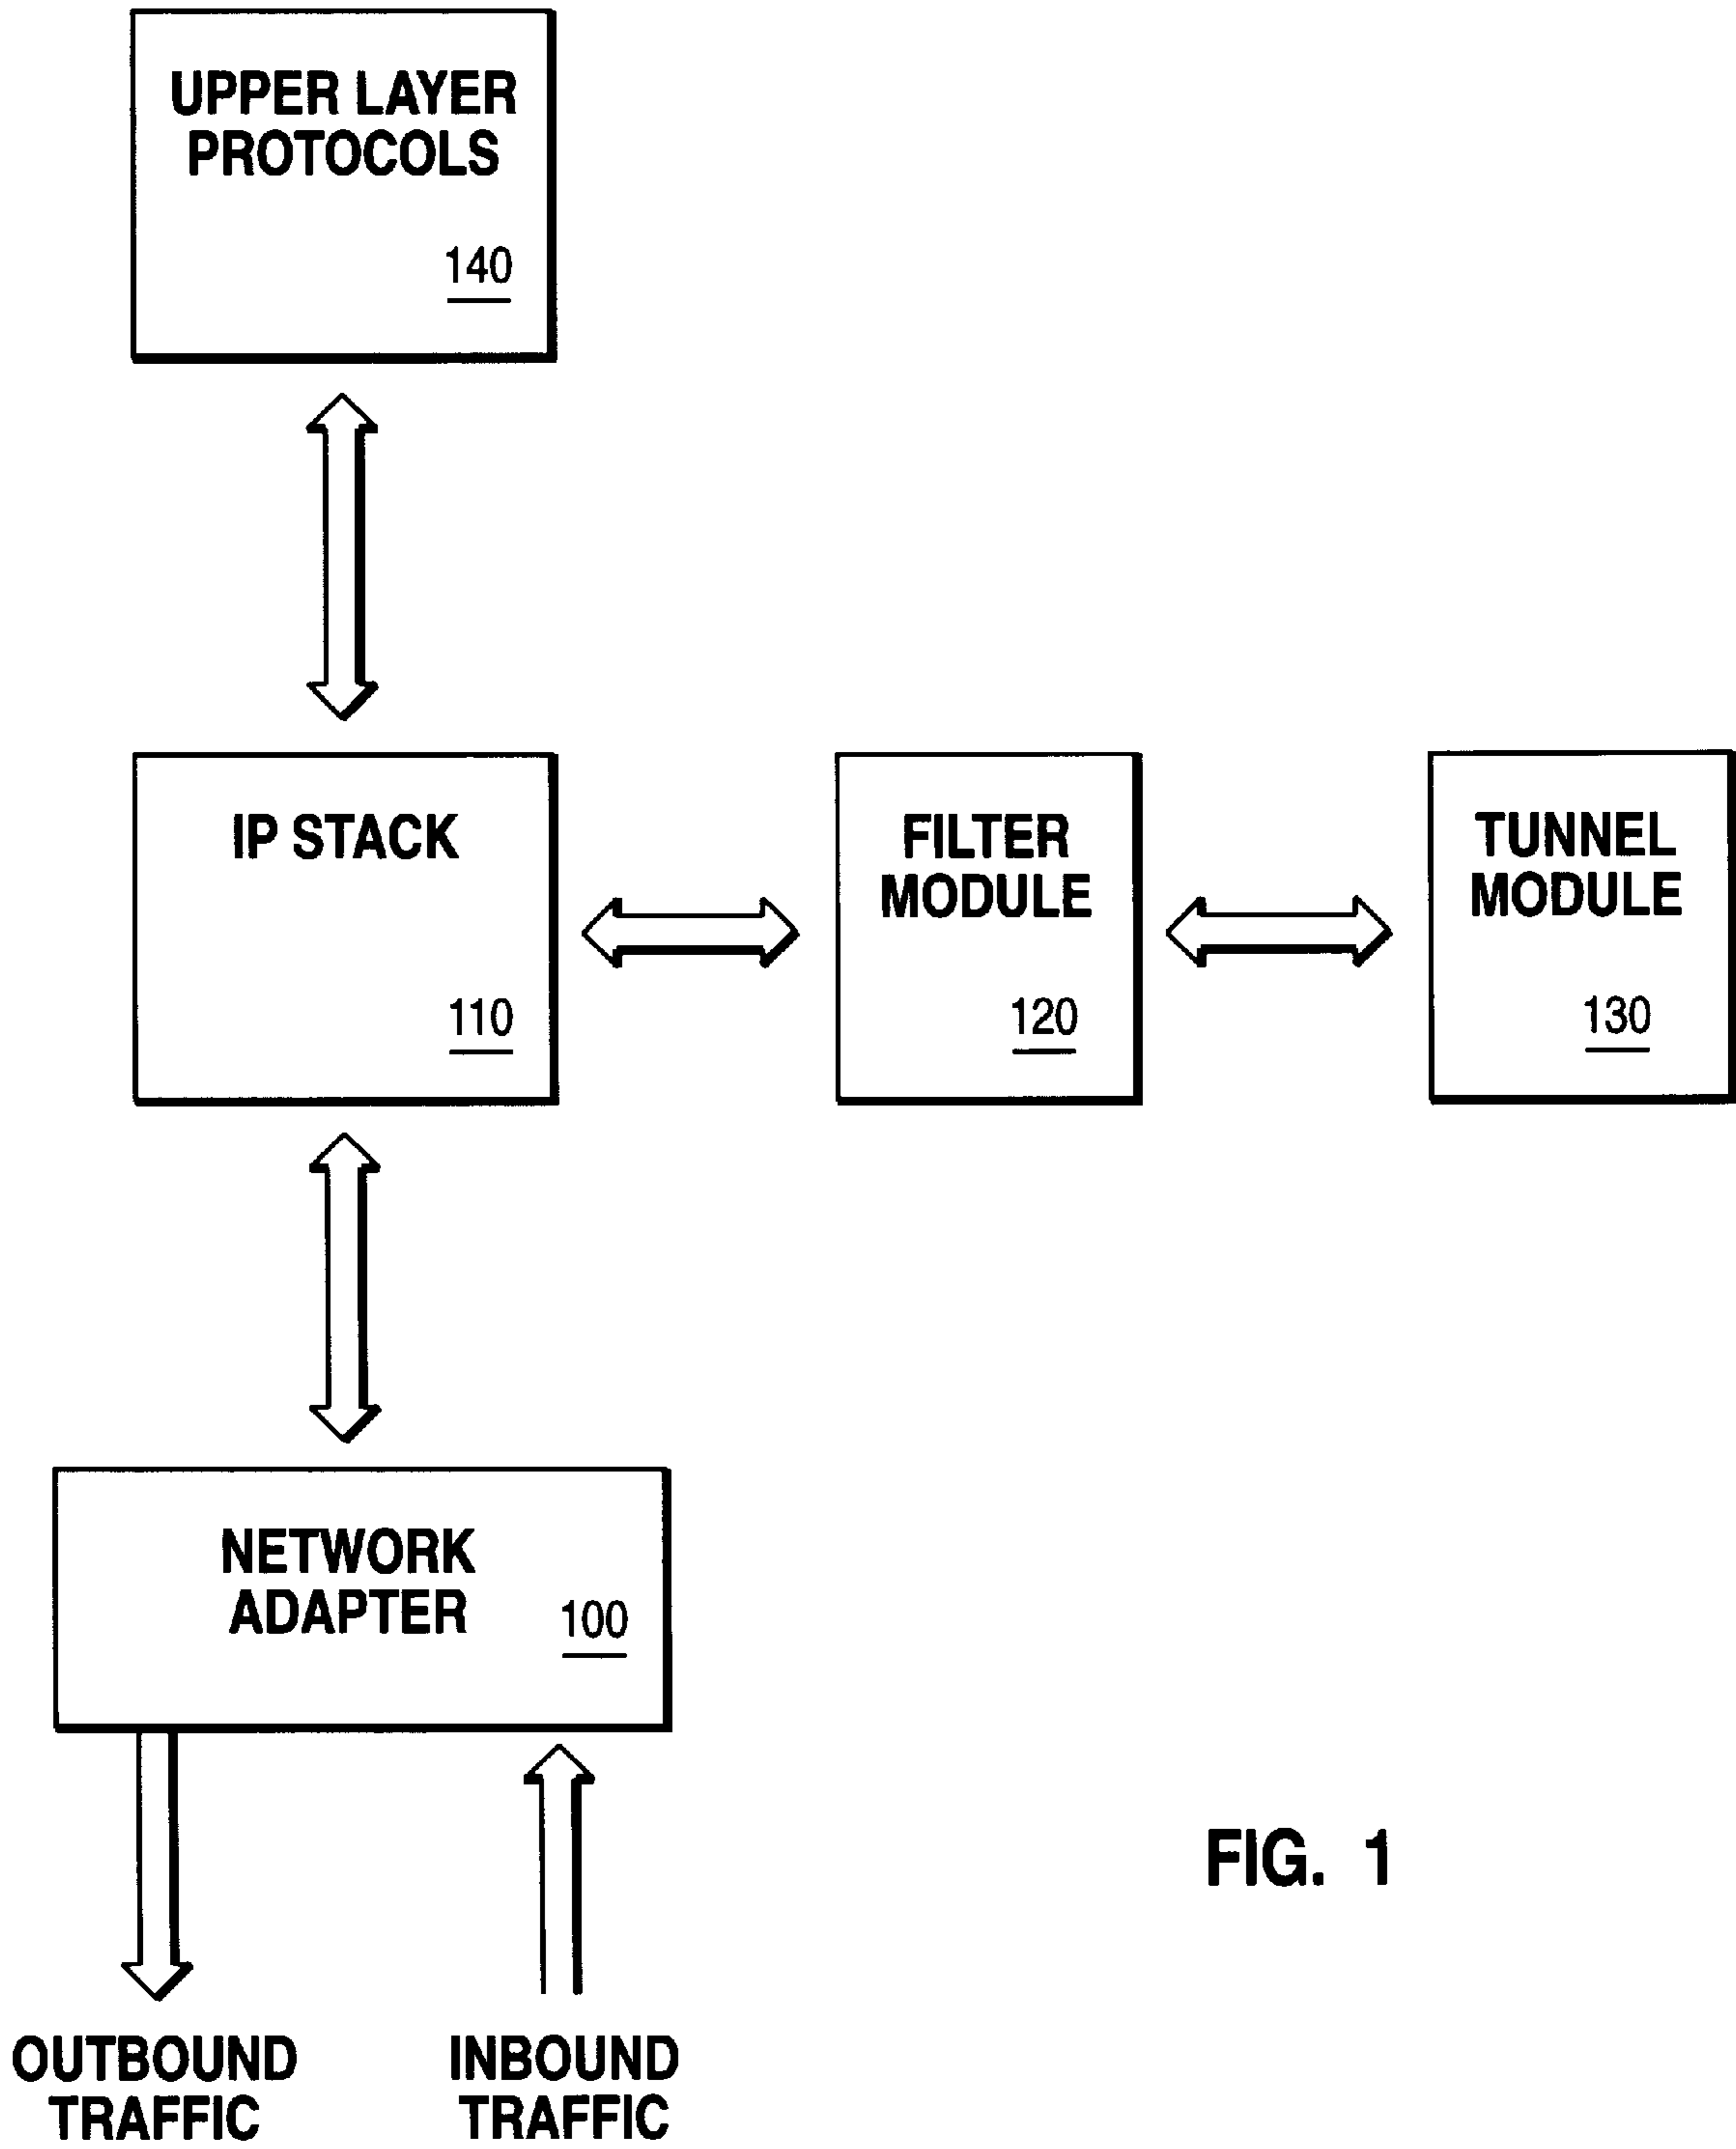 UPPER LAYER
PROTOCOLS
140
IP STACK
110
FILTER
MODULE
120
TUNNEL
MODULE
130
NETWORK
ADAPTER
100
OUTBOUND
TRAFFIC
INBOUND
TRAFFIC
FIG. 1